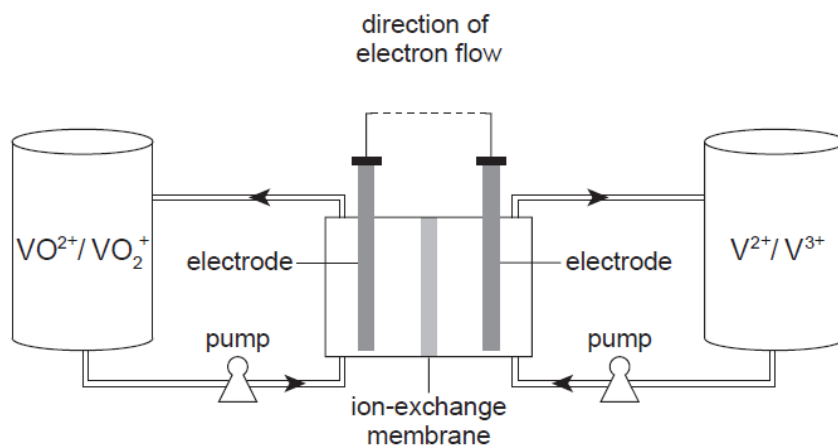 direction of
electron flow
VO²⁺/ VO₂⁺
electrode
electrode
V²⁺/ V³⁺
pump
pump
ion-exchange
membrane